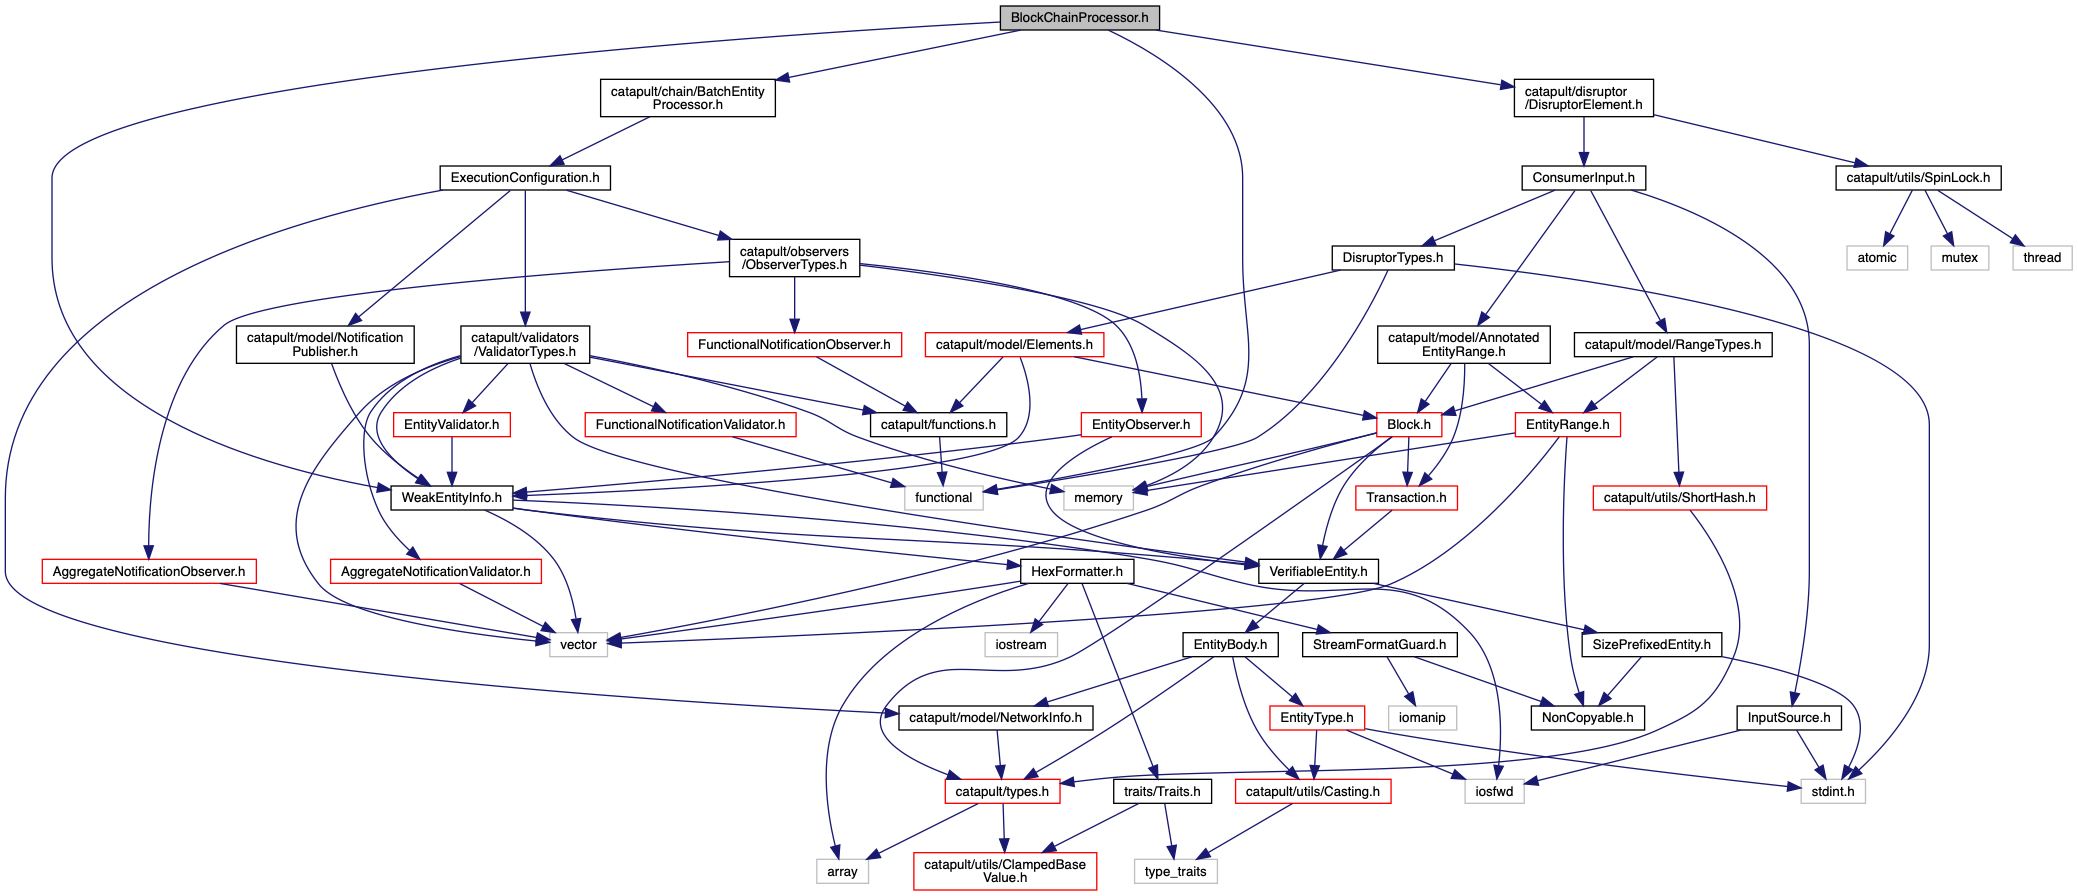 BlockChainProcessor.h
catapult/chain/BatchEntity
Processor.h
catapult/disruptor
/DisruptorElement.h
ExecutionConfiguration.h
ConsumerInput.h
catapult/utils/SpinLock.h
catapult/observers
/ObserverTypes.h
DisruptorTypes.h
atomic
mutex
thread
catapult/model/Notification
Publisher.h
catapult/validators
/ValidatorTypes.h
FunctionalNotificationObserver.h
catapult/model/Elements.h
catapult/model/Annotated
EntityRange.h
catapult/model/RangeTypes.h
EntityValidator.h
FunctionalNotificationValidator.h
catapult/functions.h
EntityObserver.h
Block.h
EntityRange.h
WeakEntityInfo.h
functional
memory
Transaction.h
catapult/utils/ShortHash.h
AggregateNotificationObserver.h
AggregateNotificationValidator.h
HexFormatter.h
VerifiableEntity.h
vector
iostream
EntityBody.h
StreamFormatGuard.h
SizePrefixedEntity.h
catapult/model/NetworkInfo.h
EntityType.h
iomanip
NonCopyable.h
InputSource.h
catapult/types.h
traits/Traits.h
catapult/utils/Casting.h
iosfwd
stdint.h
array
catapult/utils/ClampedBase
Value.h
type_traits